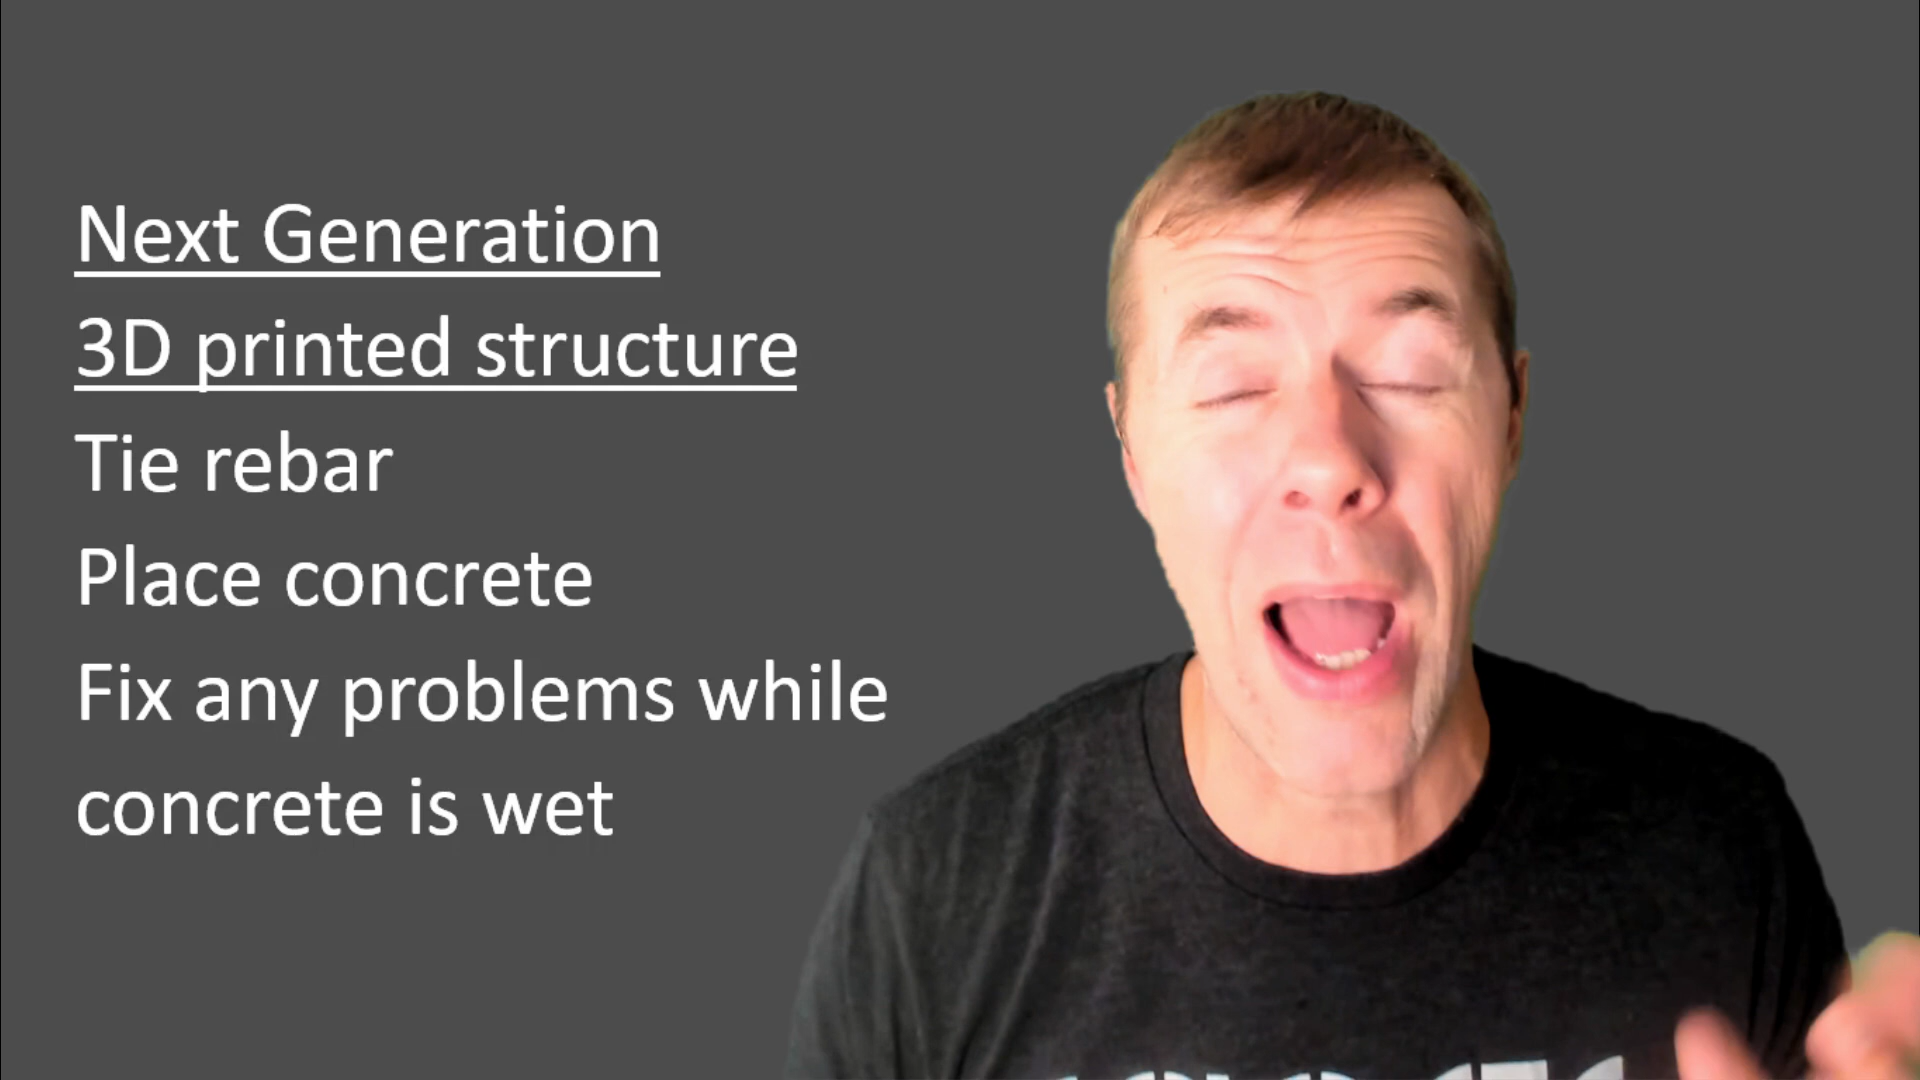 Next Generation
3D printed structure
Tie rebar
Place concrete
Fix any problems while
concrete is wet